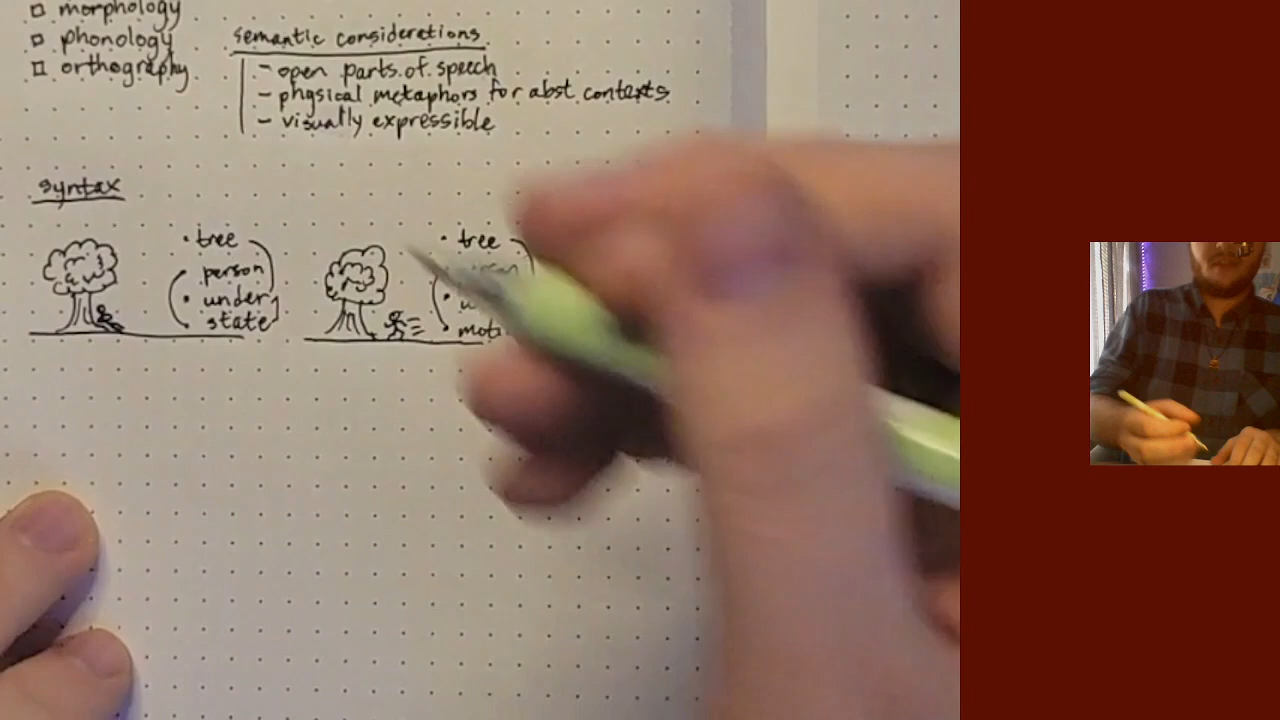 morphology
phonology
orthography
semantic considerations
- open parts of speech
- physical metaphors for abst contexts
- visually expressible
syntax
• tree
person
• under
state
• tree